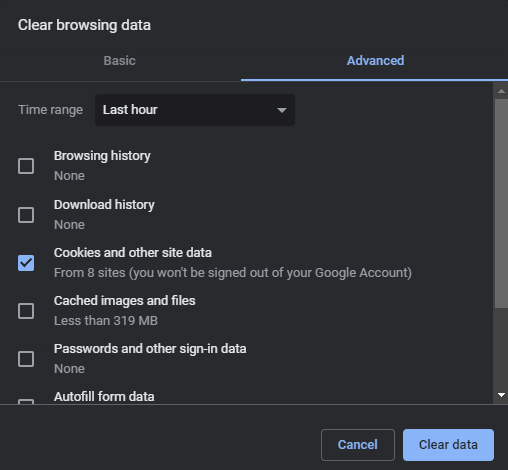 Clear browsing data
Basic
Advanced
Time range
Last hour
Browsing history
None
Download history
None
Cookies and other site data
From 8 sites (you won't be signed out of your Google Account)
Cached images and files
Less than 319 MB
Passwords and other sign-in data
None
Autofill form data
Cancel
Clear data